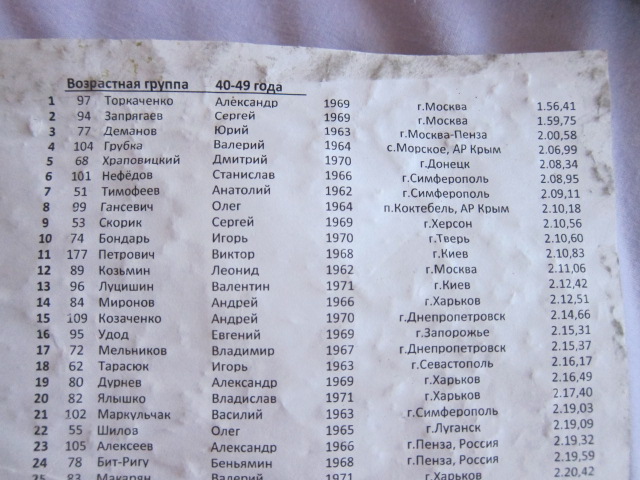 Возрастная группа 40-49 года
1 97 Торкаченко Александр 1969 г.Москва 1.56,41
2 94 Запрягаев Сергей 1969 г.Москва 1.59,75
3 77 Деманов Юрий 1963 г.Москва-Пенза 2.00,58
4 104 Грубка Валерий 1964 с.Морское, АР Крым 2.06,99
5 68 Храповицкий Дмитрий 1970 г.Донецк 2.08,34
6 101 Нефёдов Станислав 1966 г.Симферополь 2.08,95
7 51 Тимофеев Анатолий 1962 г.Симферополь 2.09,11
8 99 Гансевич Олег 1964 п.Коктебель, АР Крым 2.10,18
9 53 Скорик Сергей 1969 г.Херсон 2.10,56
10 74 Бондарь Игорь 1970 г.Тверь 2.10,60
11 177 Петрович Виктор 1968 г.Киев 2.10,83
12 89 Козьмин Леонид 1962 г.Москва 2.11,06
13 96 Луцишин Валентин 1971 г.Киев 2.12,42
14 84 Миронов Андрей 1966 г.Харьков 2.12,51
15 109 Козаченко Андрей 1970 г.Днепропетровск 2.14,66
16 95 Удод Евгений 1969 г.Запорожье 2.15,31
17 72 Мельников Владимир 1967 г.Днепропетровск 2.15,37
18 62 Тарасюк Игорь 1963 г.Севастополь 2.16,17
19 80 Дурнев Александр 1969 г.Харьков 2.16,49
20 82 Ялышко Владислав 1971 г.Харьков 2.17,40
21 102 Маркульчак Василий 1963 г.Симферополь 2.19,03
22 55 Шилов Олег 1965 г.Луганск 2.19,09
23 105 Алексеев Александр 1966 г.Пенза, Россия 2.19,32
24 78 Бит-Ригу Беньямин 1968 г.Пенза, Россия 2.19,59
25 83 Макарян Валерий 1971 г.Харьков 2.20,42